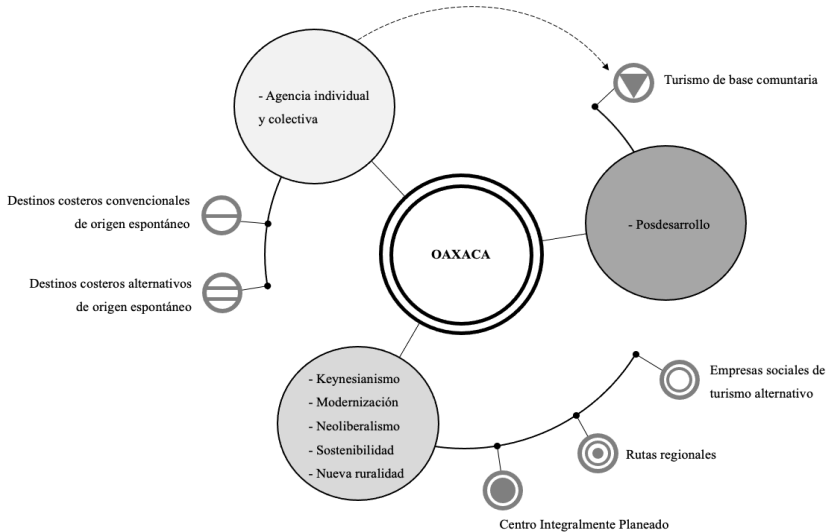 - Agencia individual
y colectiva
Turismo de base comuntaria
Destinos costeros convencionales
de origen espontáneo
- Posdesarrollo
OAXACA
Destinos costeros alternativos
de origen espontáneo
- Keynesianismo
- Modernización
- Neoliberalismo
- Sostenibilidad
- Nueva ruralidad
Empresas sociales de
turismo alternativo
Rutas regionales
Centro Integralmente Planeado